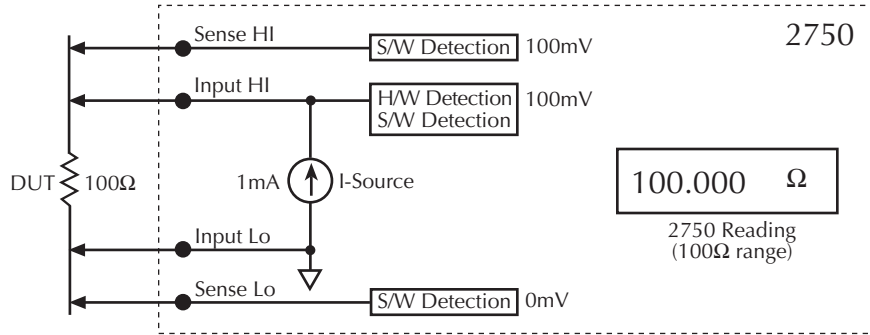 2750
Sense HI
S/W Detection 100mV
Input HI
H/W Detection 100mV
S/W Detection
DUT 100Ω
1mA I-Source
100.000 Ω
2750 Reading
(100Ω range)
Input Lo
Sense Lo
S/W Detection 0mV